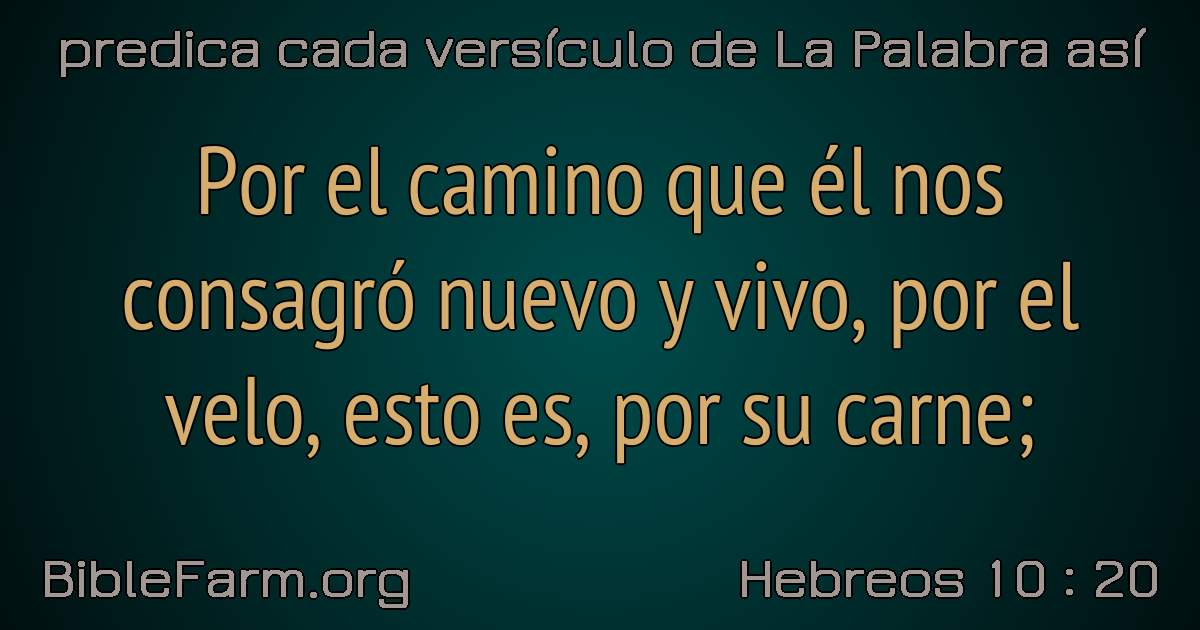 predica cada versículo de La Palabra así
Por el camino que él nos
consagró nuevo y vivo, por el
velo, esto es, por su carne;
BibleFarm.org
Hebreos 10 : 20